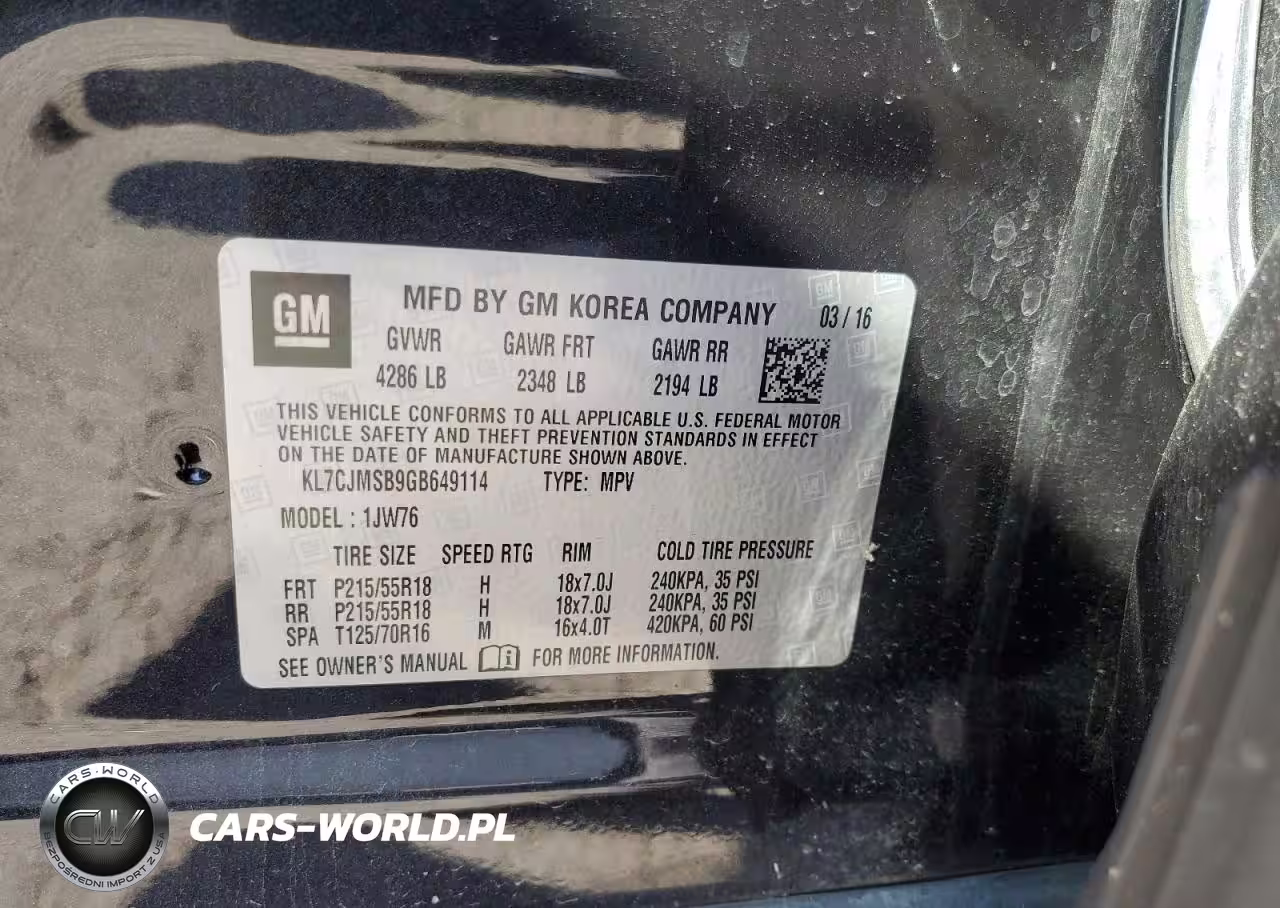 GM
MFD BY GM KOREA COMPANY 03 / 16
GVWR GAWR FRT GAWR RR
4286 LB 2348 LB 2194 LB
THIS VEHICLE CONFORMS TO ALL APPLICABLE U.S. FEDERAL MOTOR
VEHICLE SAFETY AND THEFT PREVENTION STANDARDS IN EFFECT
ON THE DATE OF MANUFACTURE SHOWN ABOVE.
KL7CJMSB9GB649114 TYPE: MPV
MODEL : 1JW76
TIRE SIZE SPEED RTG RIM COLD TIRE PRESSURE
FRT P215/55R18 H 18x7.0J 240KPA, 35 PSI
RR P215/55R18 H 18x7.0J 240KPA, 35 PSI
SPA T125/70R16 M 16x4.0T 420KPA, 60 PSI
SEE OWNER'S MANUAL FOR MORE INFORMATION.
CARS-WORLD
CW
BEZPOŚREDNI IMPORT Z USA
CARS-WORLD.PL